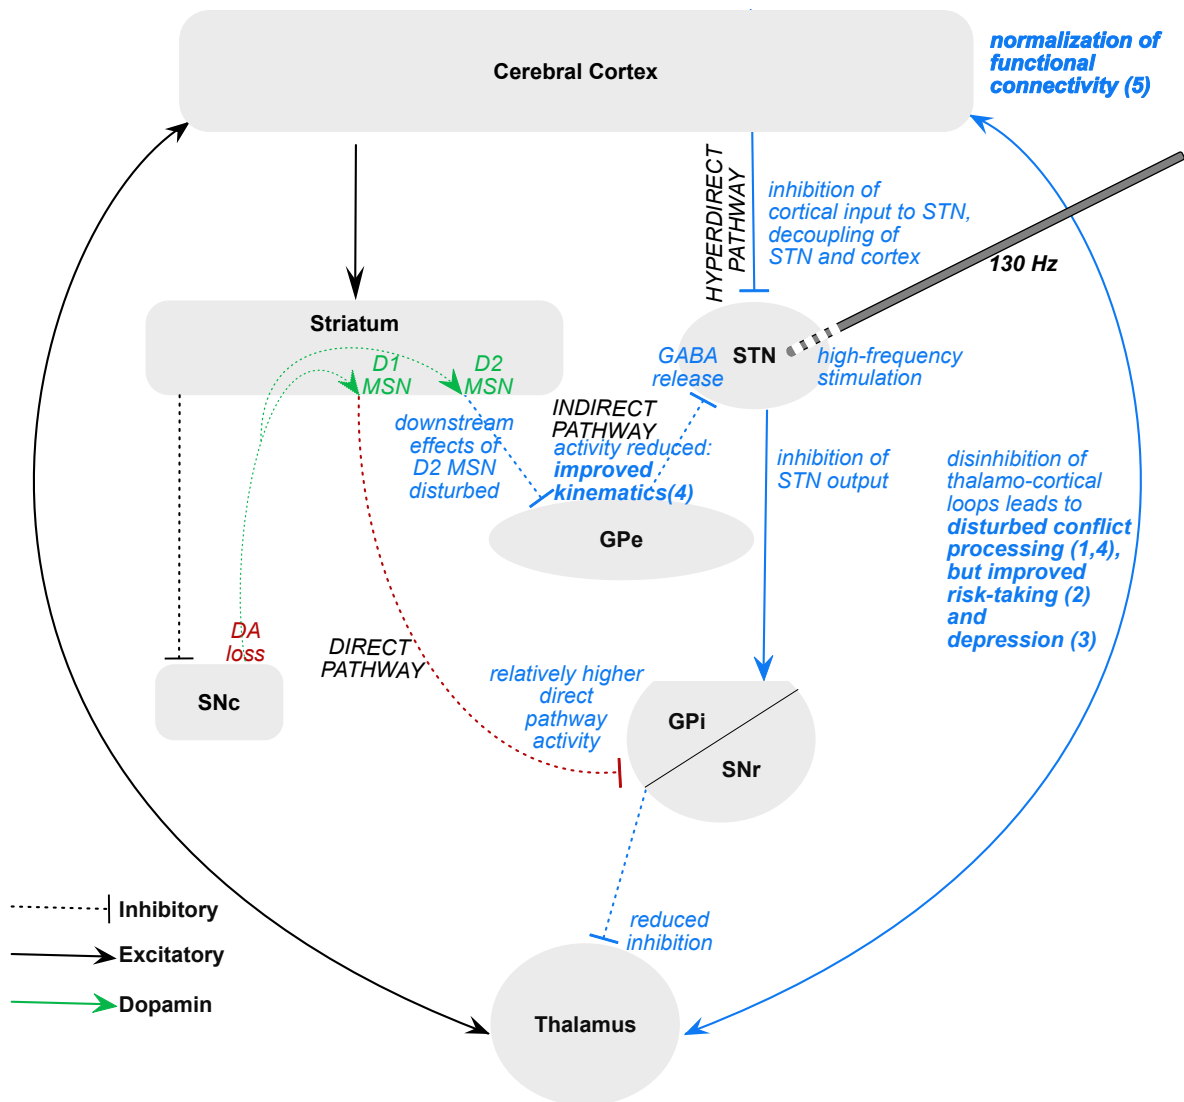 Cerebral Cortex
normalization of
functional
connectivity (5)
HYPERDIRECT
PATHWAY
inhibition of
cortical input to STN,
decoupling of
STN and cortex
130 Hz
Striatum
D1
MSN
D2
MSN
GABA
release
STN
high-frequency
stimulation
downstream
effects of
D2 MSN
disturbed
INDIRECT
PATHWAY
activity reduced:
improved
kinematics(4)
GPe
inhibition of
STN output
disinhibition of
thalamo-cortical
loops leads to
disturbed conflict
processing (1,4),
but improved
risk-taking (2)
and
depression (3)
DA
loss
SNc
DIRECT
PATHWAY
relatively higher
direct
pathway
activity
GPi
SNr
Inhibitory
Excitatory
Dopamin
reduced
inhibition
Thalamus